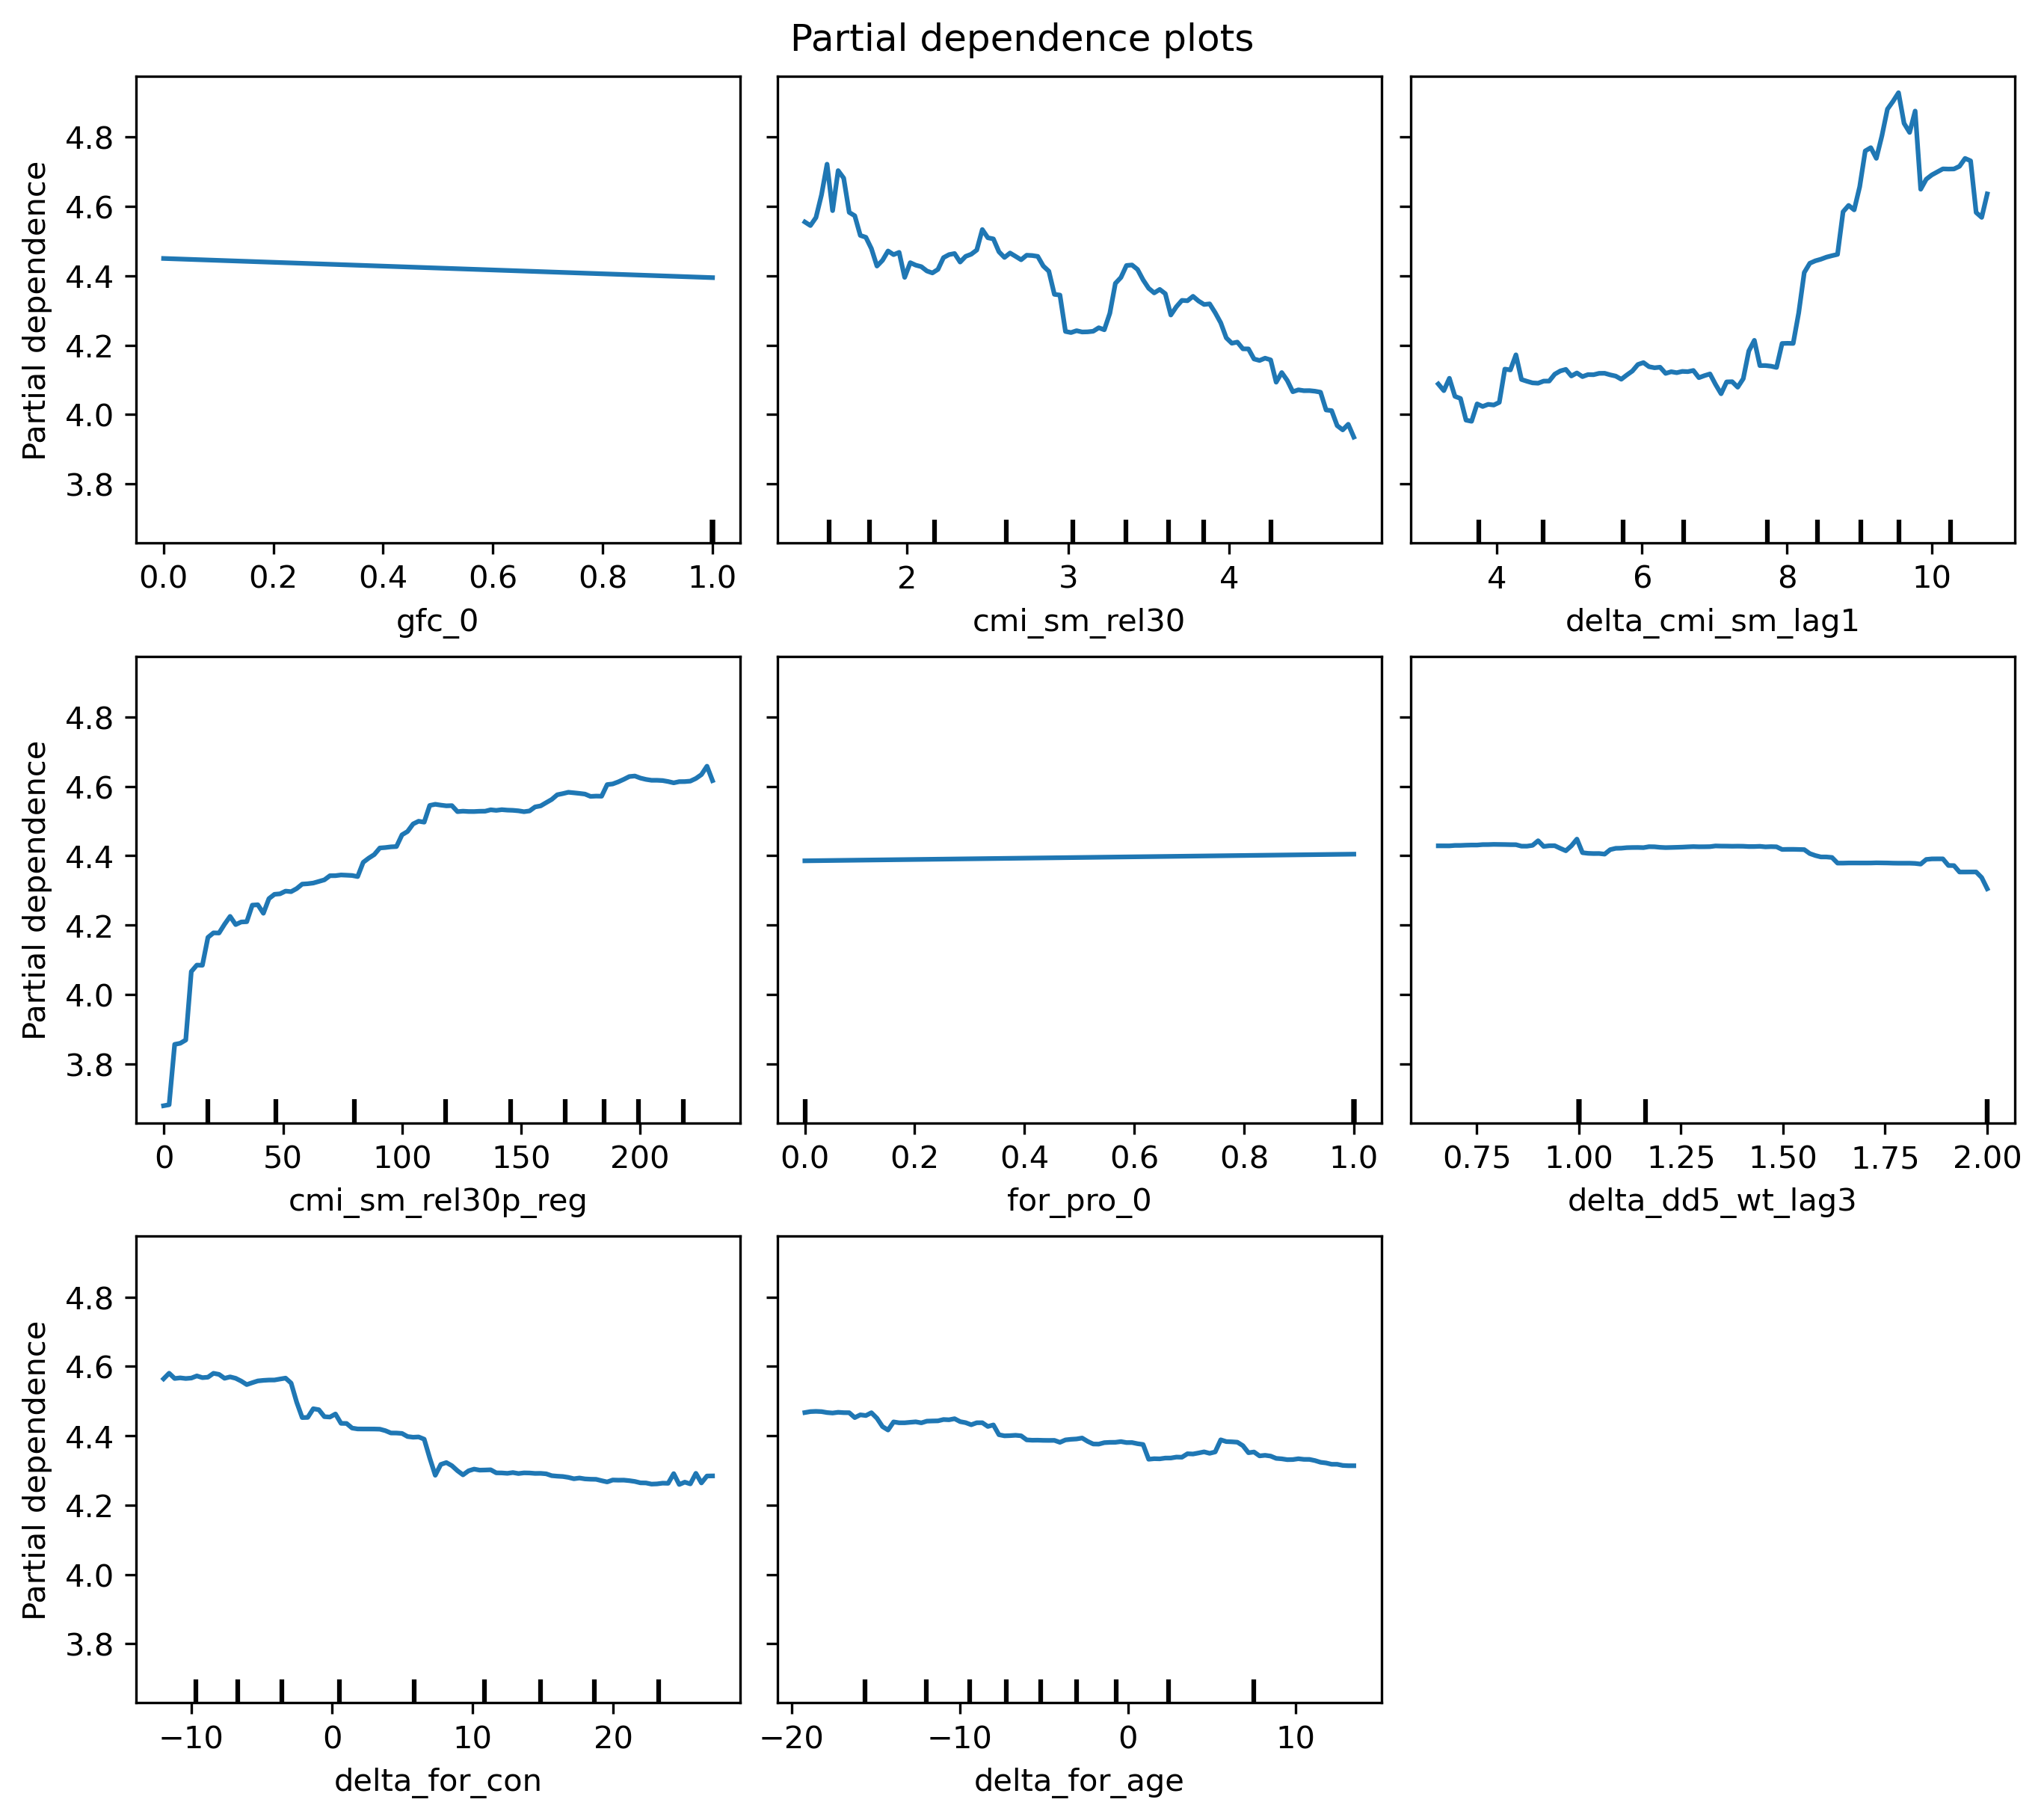 Partial dependence plots
Partial dependence
4.8
4.6
4.4
4.2
4.0
3.8
0.0 0.2 0.4 0.6 0.8 1.0
gfc_0
2 3 4
cmi_sm_rel30
4 6 8 10
delta_cmi_sm_lag1
Partial dependence
4.8
4.6
4.4
4.2
4.0
3.8
0 50 100 150 200
cmi_sm_rel30p_reg
0.0 0.2 0.4 0.6 0.8 1.0
for_pro_0
0.75 1.00 1.25 1.50 1.75 2.00
delta_dd5_wt_lag3
Partial dependence
4.8
4.6
4.4
4.2
4.0
3.8
−10 0 10 20
delta_for_con
−20 −10 0 10
delta_for_age